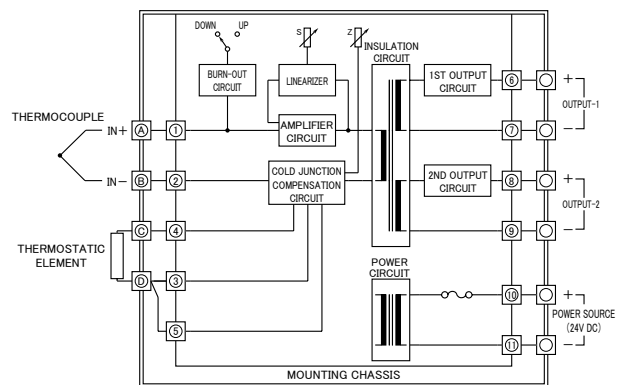 DOWN UP
S
Z
INSULATION
CIRCUIT
BURN-OUT
CIRCUIT
LINEARIZER
1ST OUTPUT
CIRCUIT
⑥
+
OUTPUT-1
THERMOCOUPLE
IN+
Ⓐ
①
AMPLIFIER
CIRCUIT
⑦
−
IN−
Ⓑ
②
COLD JUNCTION
COMPENSATION
CIRCUIT
2ND OUTPUT
CIRCUIT
⑧
+
OUTPUT-2
Ⓒ
④
⑨
−
THERMOSTATIC
ELEMENT
Ⓓ
③
POWER
CIRCUIT
⑩
+
POWER SOURCE
(24V DC)
⑤
⑪
−
MOUNTING CHASSIS